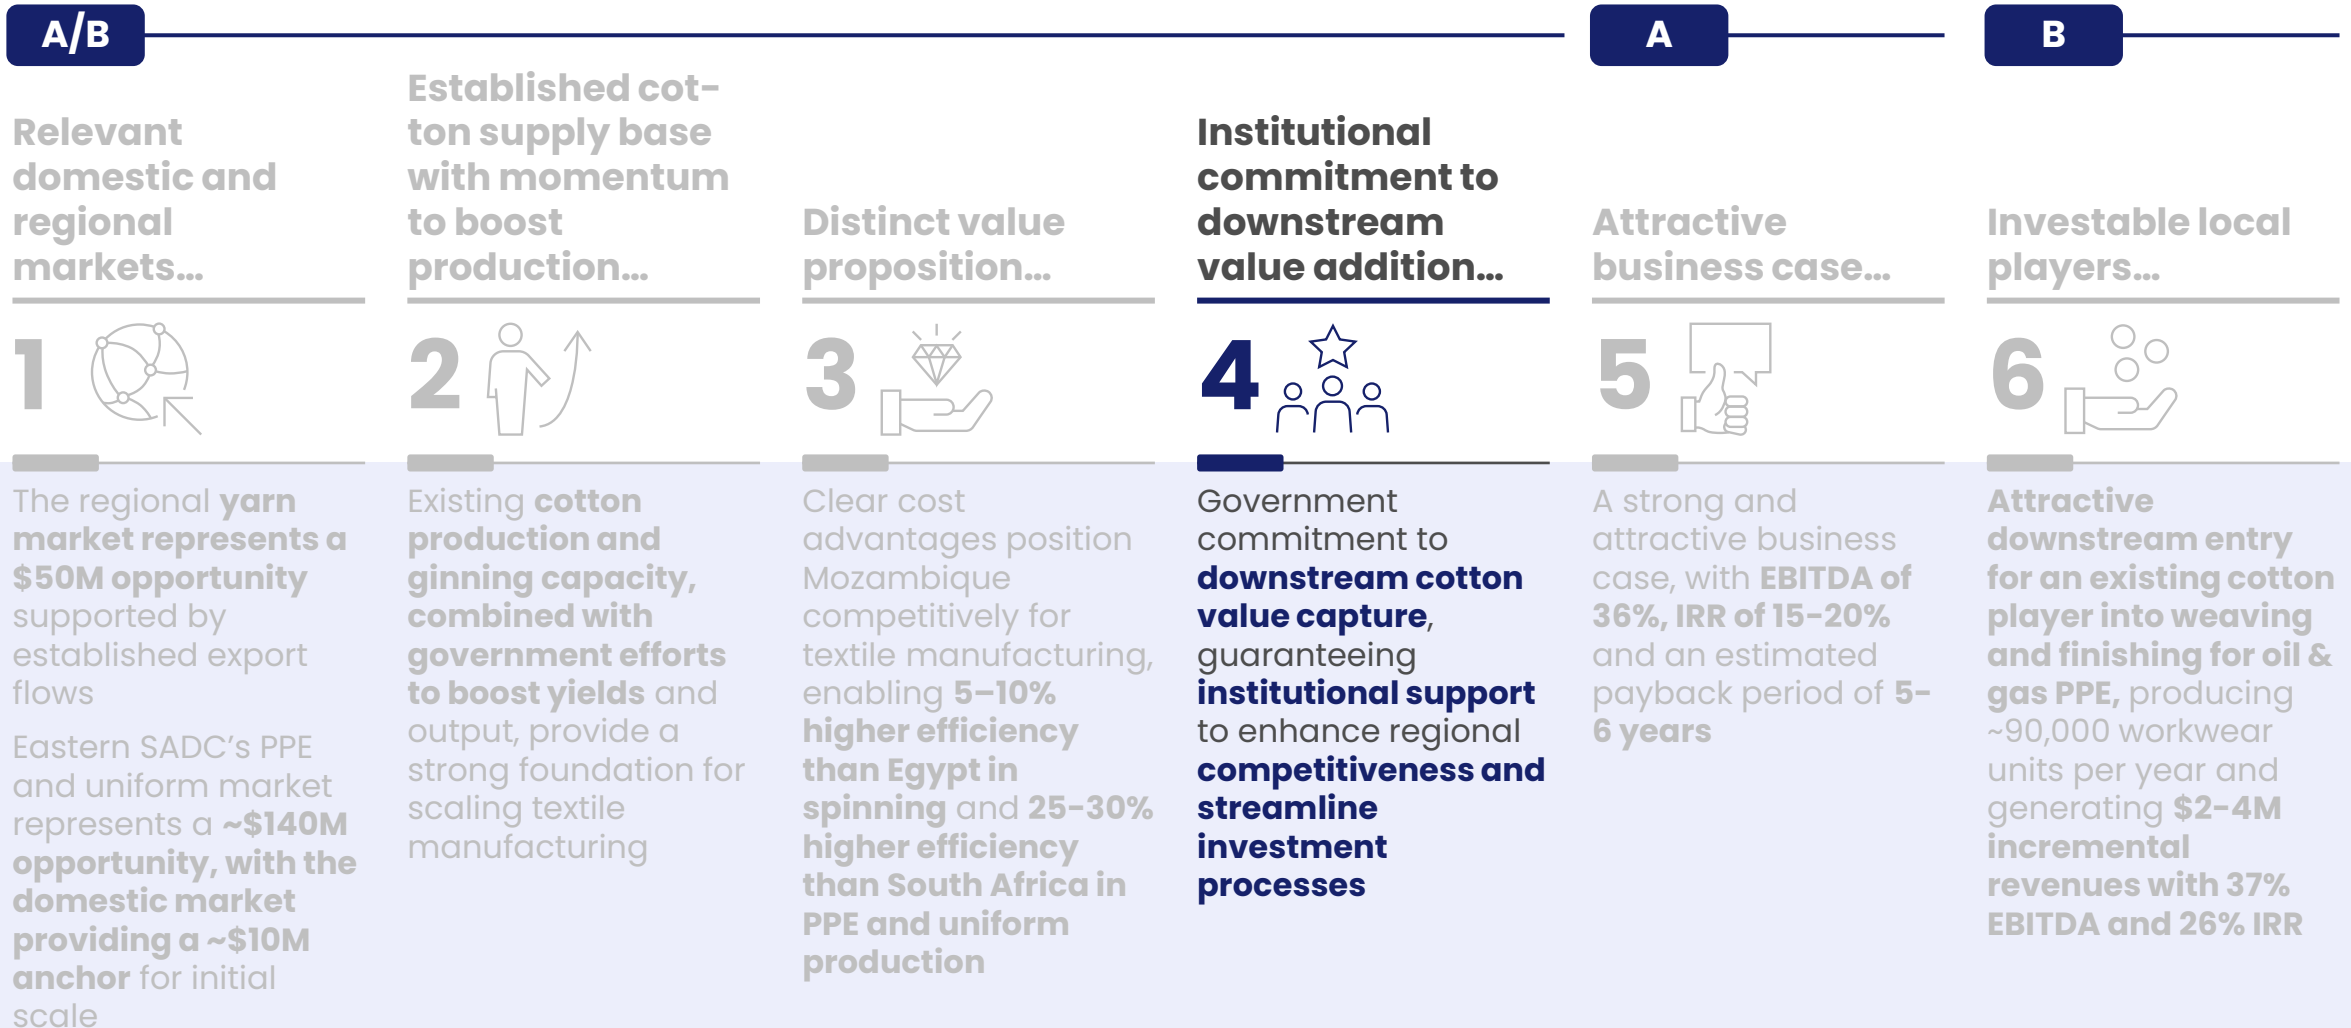 A/B
A
B
Relevant
domestic and
regional
markets...
Established cot-
ton supply base
with momentum
to boost
production...
Distinct value
proposition...
Institutional
commitment to
downstream
value addition...
Attractive
business case...
Investable local
players...
1
2
3
4
5
6
The regional yarn
market represents a
$50M opportunity
supported by
established export
flows
Eastern SADC’s PPE
and uniform market
represents a ~$140M
opportunity, with the
domestic market
providing a ~$10M
anchor for initial
scale
Existing cotton
production and
ginning capacity,
combined with
government efforts
to boost yields and
output, provide a
strong foundation for
scaling textile
manufacturing
Clear cost
advantages position
Mozambique
competitively for
textile manufacturing,
enabling 5–10%
higher efficiency
than Egypt in
spinning and 25-30%
higher efficiency
than South Africa in
PPE and uniform
production
Government
commitment to
downstream cotton
value capture,
guaranteeing
institutional support
to enhance regional
competitiveness and
streamline
investment
processes
A strong and
attractive business
case, with EBITDA of
36%, IRR of 15-20%
and an estimated
payback period of 5-
6 years
Attractive
downstream entry
for an existing cotton
player into weaving
and finishing for oil &
gas PPE, producing
~90,000 workwear
units per year and
generating $2-4M
incremental
revenues with 37%
EBITDA and 26% IRR